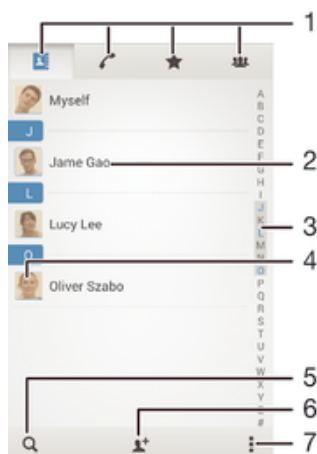 1
Myself
J
Jame Gao
2
L
Lucy Lee
3
O
4
Oliver Szabo
A
B
C
D
E
F
G
H
I
J
K
L
M
N
O
P
Q
R
S
T
U
V
W
X
Y
Z
#
5
6
7